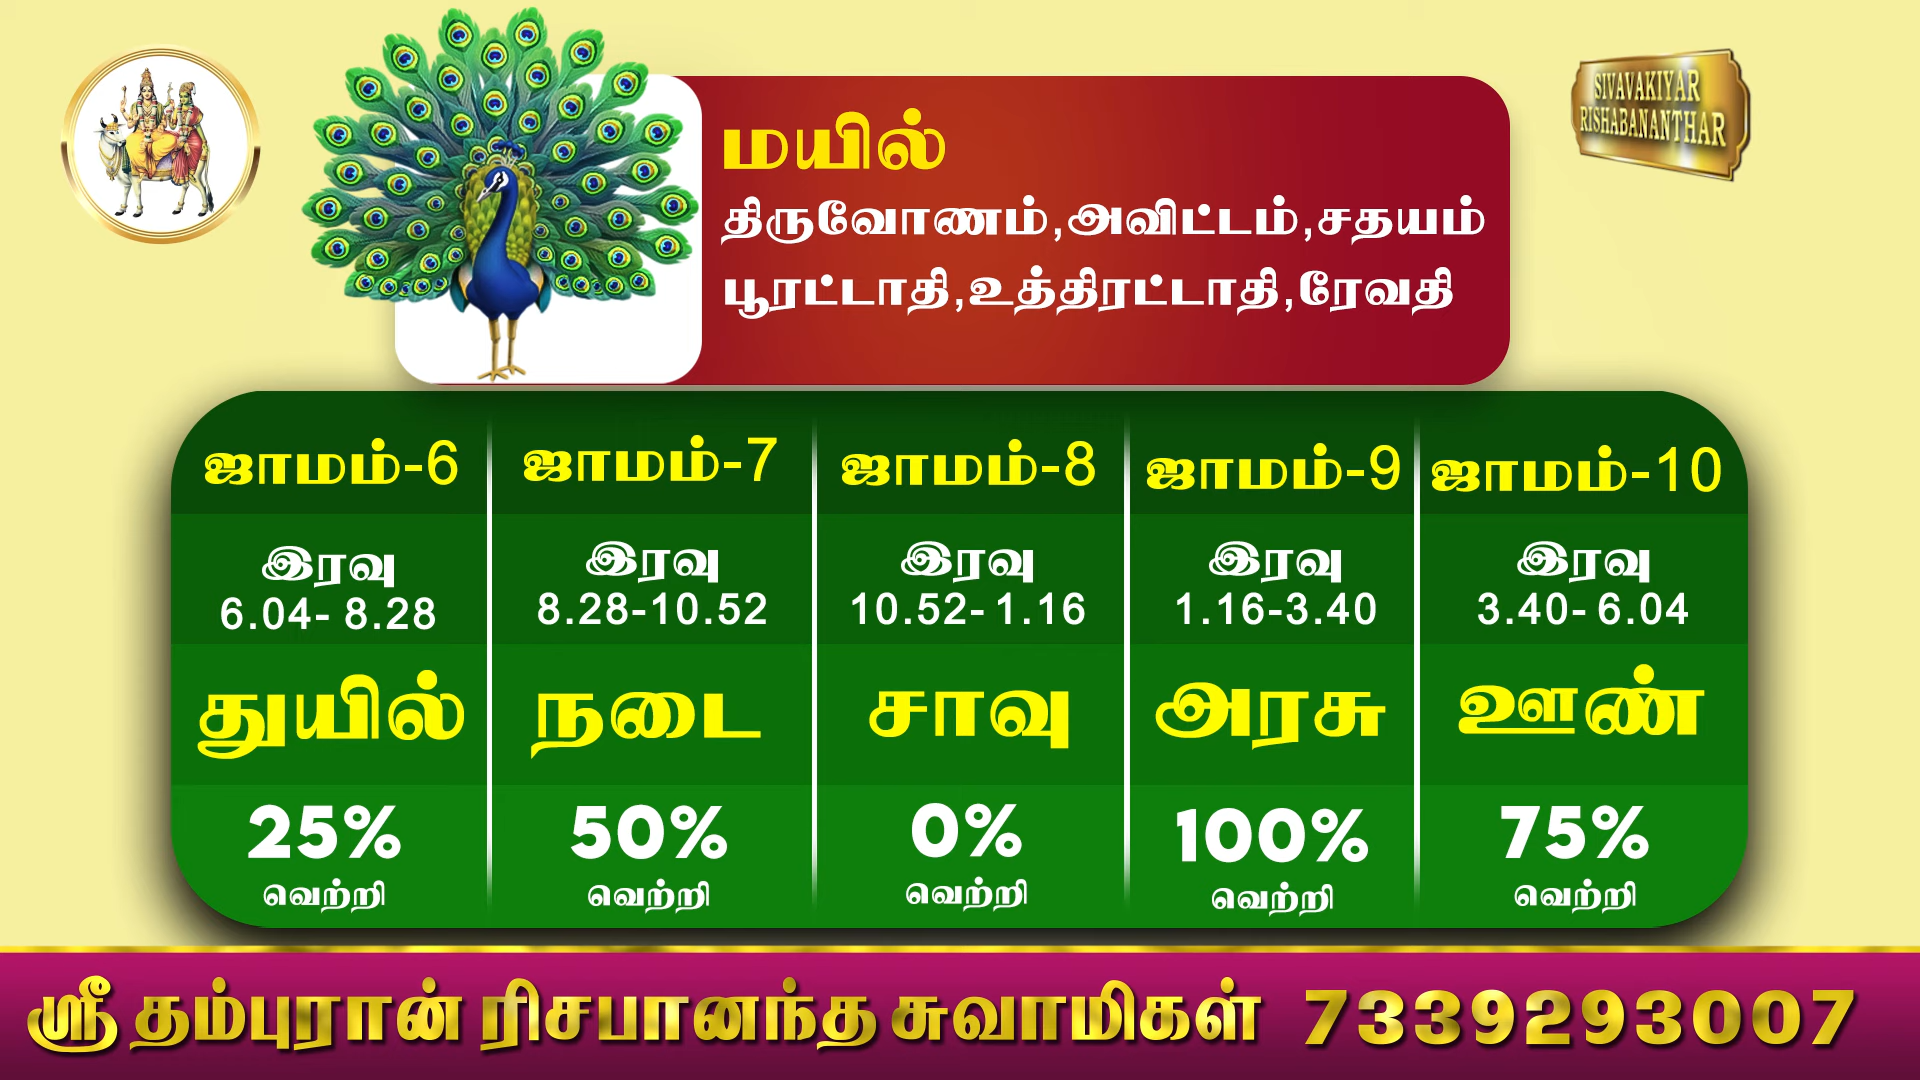 SIVAVAKIYAR
RISHABANANTHAR
மயில்
திருவோணம்,அவிட்டம்,சதயம்
பூரட்டாதி,உத்திரட்டாதி,ரேவதி
ஜாமம்-6 ஜாமம்-7 ஜாமம்-8 ஜாமம்-9 ஜாமம்-10
இரவு இரவு இரவு இரவு இரவு
6.04- 8.28 8.28-10.52 10.52- 1.16 1.16-3.40 3.40- 6.04
துயில் நடை சாவு அரசு ஊண்
25% 50% 0% 100% 75%
வெற்றி வெற்றி வெற்றி வெற்றி வெற்றி
ஸ்ரீ தம்புரான் ரிசபானந்த சுவாமிகள் 7339293007